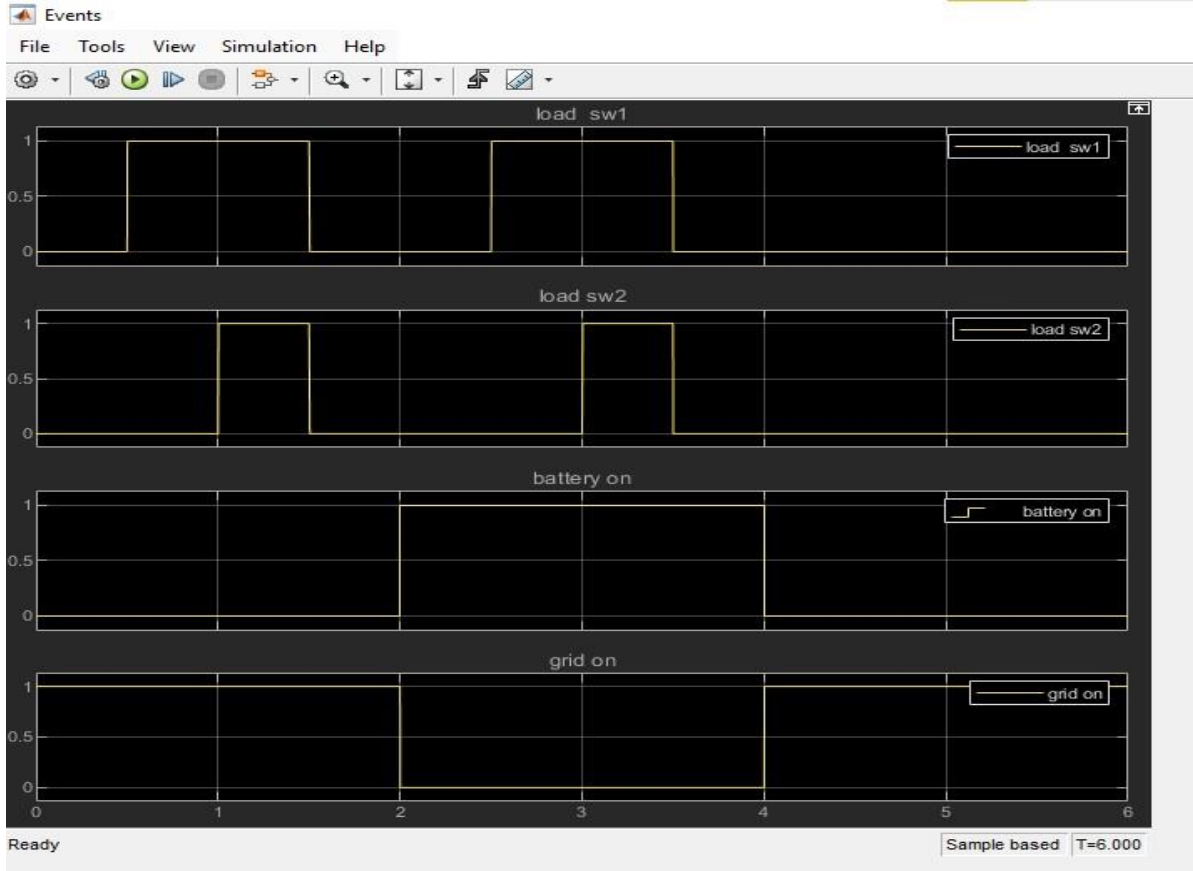 Events
File Tools View Simulation Help
load sw1
1
load sw1
0.5
0
load sw2
1
load sw2
0.5
0
battery on
1
battery on
0.5
0
grid on
1
grid on
0.5
0
0 1 2 3 4 5 6
Ready Sample based T=6.000